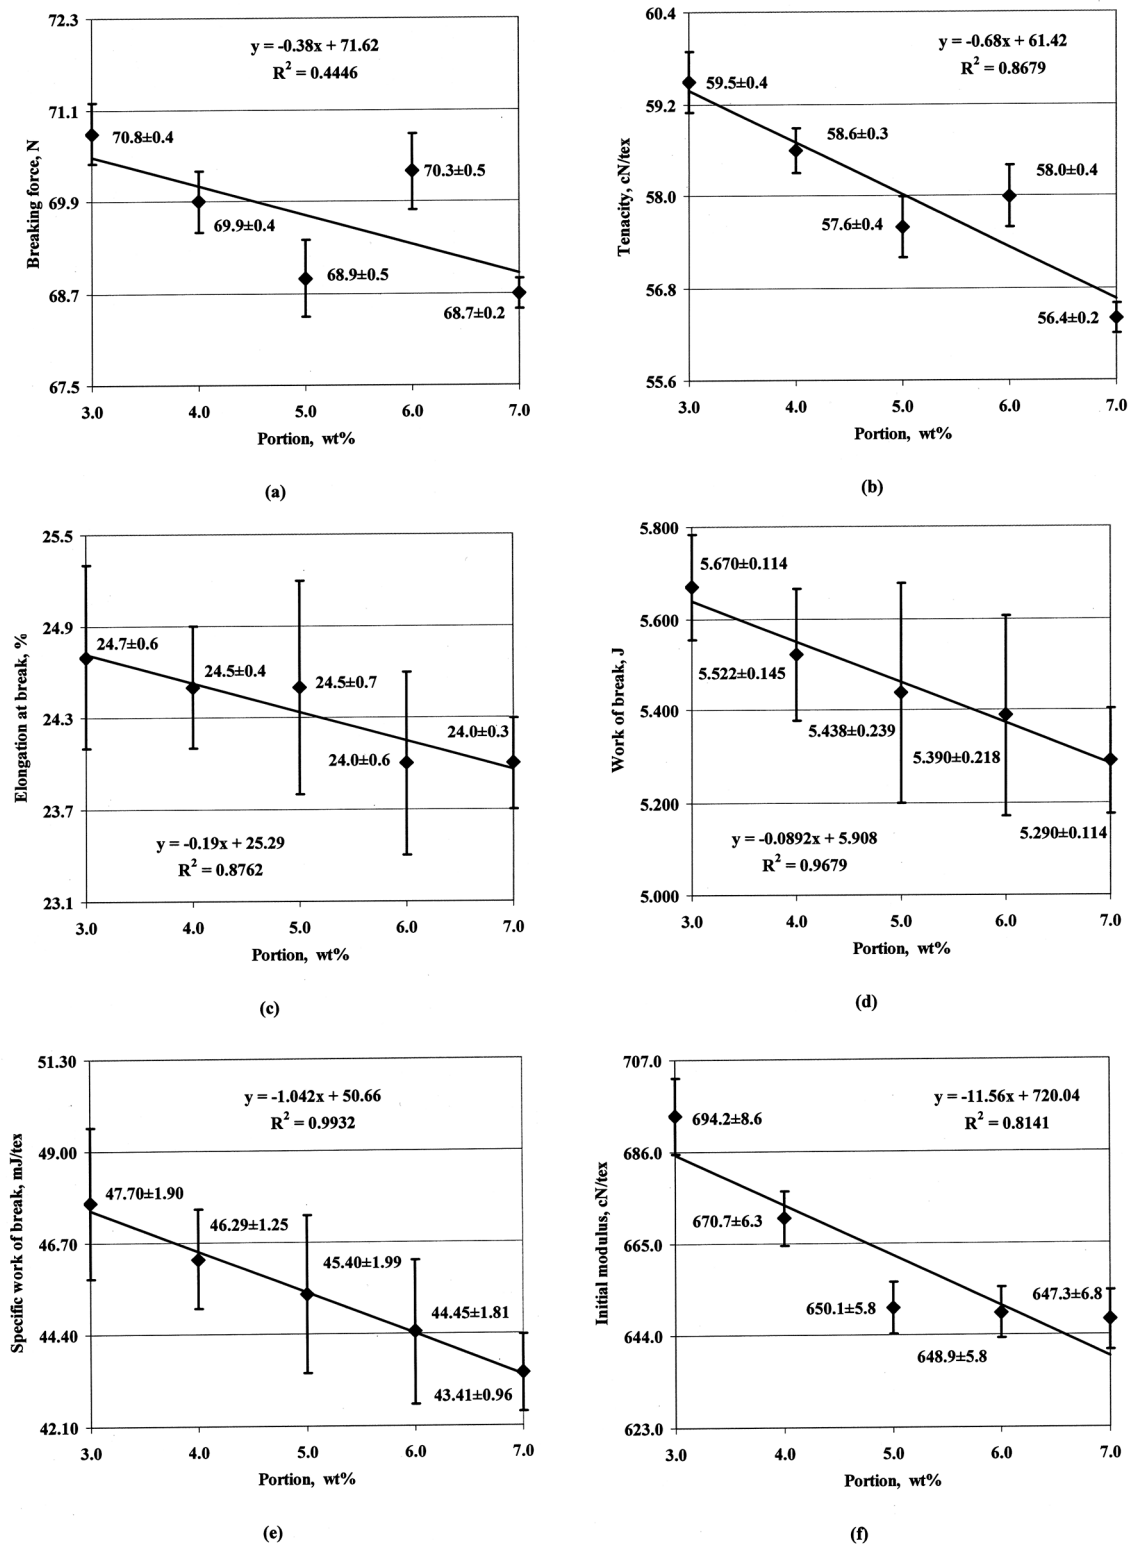 72.3
y = -0.38x + 71.62
R² = 0.4446
71.1
70.8±0.4
70.3±0.5
69.9
69.9±0.4
68.9±0.5
68.7
68.7±0.2
67.5
Breaking force, N
3.0 4.0 5.0 6.0 7.0
Portion, wt%
(a)
60.4
y = -0.68x + 61.42
R² = 0.8679
59.5±0.4
59.2
58.6±0.3
58.0±0.4
58.0
57.6±0.4
56.8
56.4±0.2
55.6
Tenacity, cN/tex
3.0 4.0 5.0 6.0 7.0
Portion, wt%
(b)
25.5
24.9
24.7±0.6
24.5±0.4
24.5±0.7
24.3
24.0±0.3
24.0±0.6
23.7
y = -0.19x + 25.29
R² = 0.8762
23.1
Elongation at break, %
3.0 4.0 5.0 6.0 7.0
Portion, wt%
(c)
5.800
5.670±0.114
5.600
5.522±0.145
5.400
5.438±0.239
5.390±0.218
5.200
5.290±0.114
y = -0.0892x + 5.908
R² = 0.9679
5.000
Work of break, J
3.0 4.0 5.0 6.0 7.0
Portion, wt%
(d)
51.30
y = -1.042x + 50.66
R² = 0.9932
49.00
47.70±1.90
46.29±1.25
46.70
45.40±1.99
44.45±1.81
44.40
43.41±0.96
42.10
Specific work of break, mJ/tex
3.0 4.0 5.0 6.0 7.0
Portion, wt%
(e)
707.0
y = -11.56x + 720.04
R² = 0.8141
694.2±8.6
686.0
670.7±6.3
665.0
650.1±5.8
647.3±6.8
644.0
648.9±5.8
623.0
Initial modulus, cN/tex
3.0 4.0 5.0 6.0 7.0
Portion, wt%
(f)